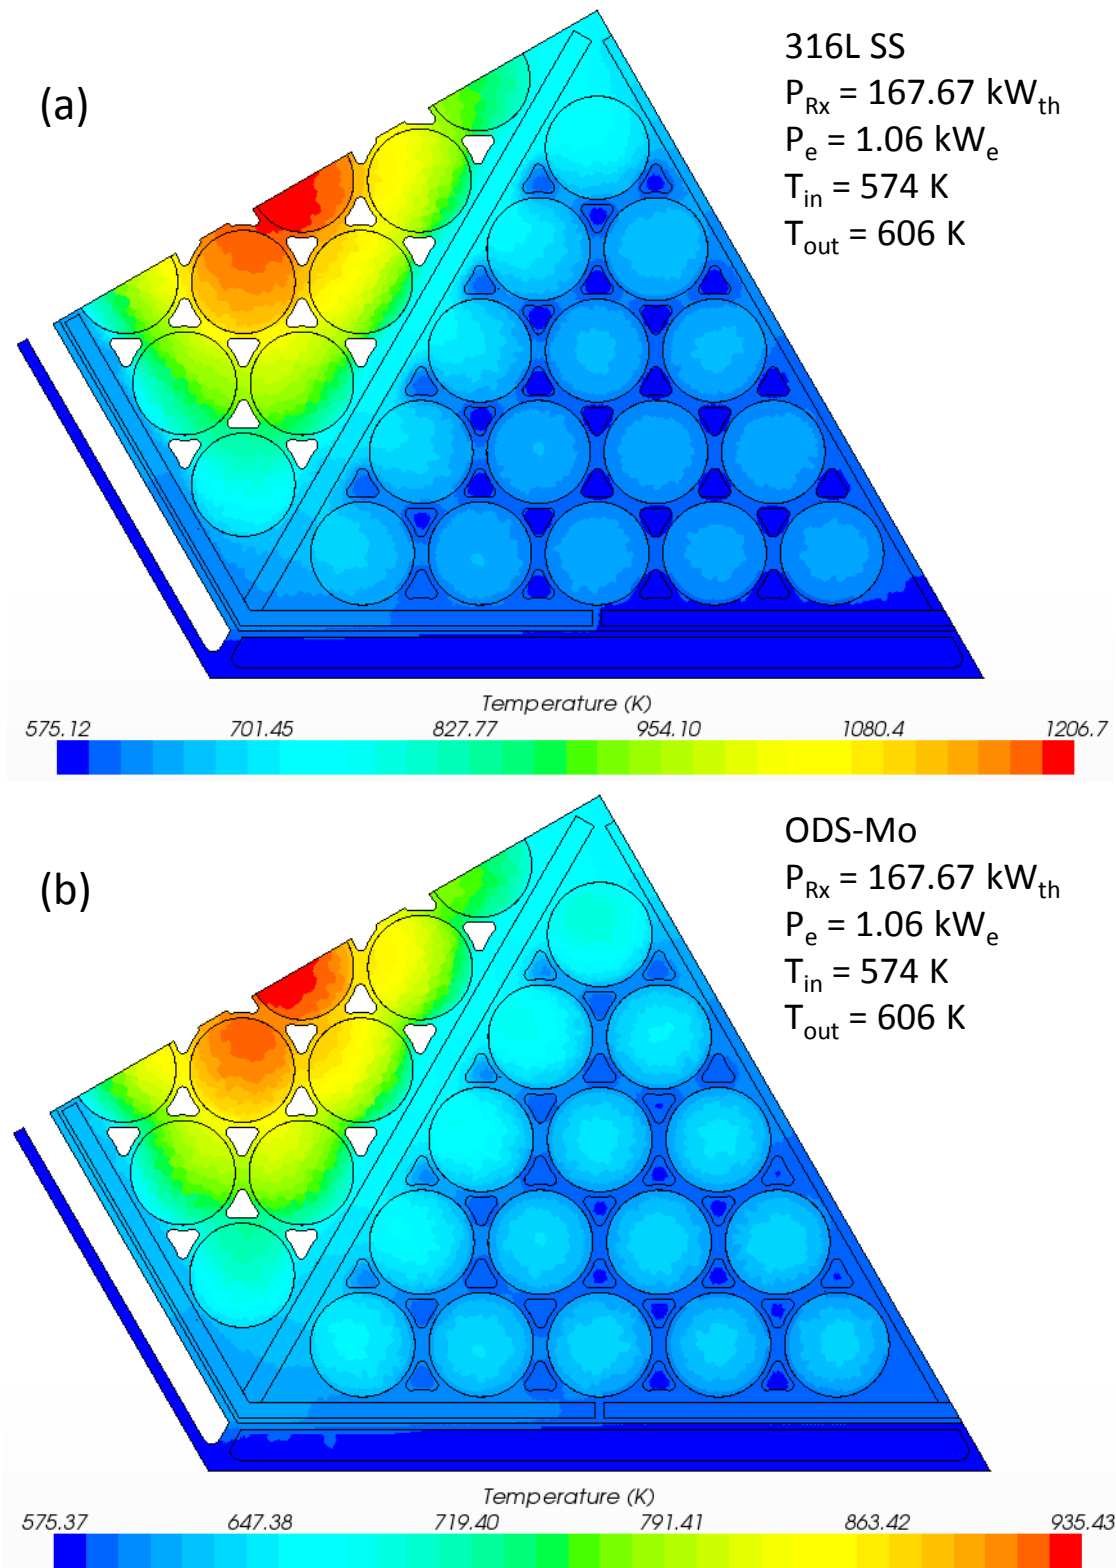 (a)
316L SS
P_Rx = 167.67 kW_th
P_e = 1.06 kW_e
T_in = 574 K
T_out = 606 K
Temperature (K)
575.12 701.45 827.77 954.10 1080.4 1206.7
(b)
ODS-Mo
P_Rx = 167.67 kW_th
P_e = 1.06 kW_e
T_in = 574 K
T_out = 606 K
Temperature (K)
575.37 647.38 719.40 791.41 863.42 935.43